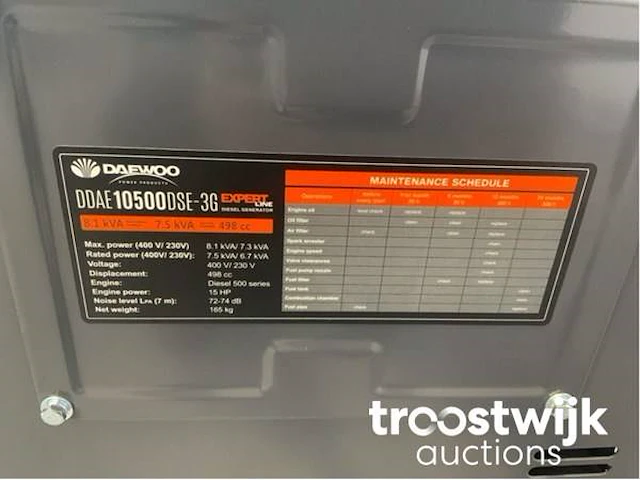 DAEWOO
POWER PRODUCTS
DDAE10500DSE-3G EXPERT LINE
DIESEL GENERATOR
8.1 kVA 7.5 kVA 498 cc
Max. power (400 V/ 230V) 8.1 kVA/ 7.3 kVA
Rated power (400V/ 230V): 7.5 kVA/ 6.7 kVA
Voltage: 400 V/ 230 V
Displacement: 498 cc
Engine: Diesel 500 series
Engine power: 15 HP
Noise level LPA (7 m): 72-74 dB
Net weight: 165 kg
MAINTENANCE SCHEDULE
Operations
Engine oil
Oil filter
Air filter
Spark arrester
Engine speed
Valve clearances
Fuel pump nozzle
Fuel filter
Fuel tank
Combustion chamber
Fuel pipe
troostwijk
auctions